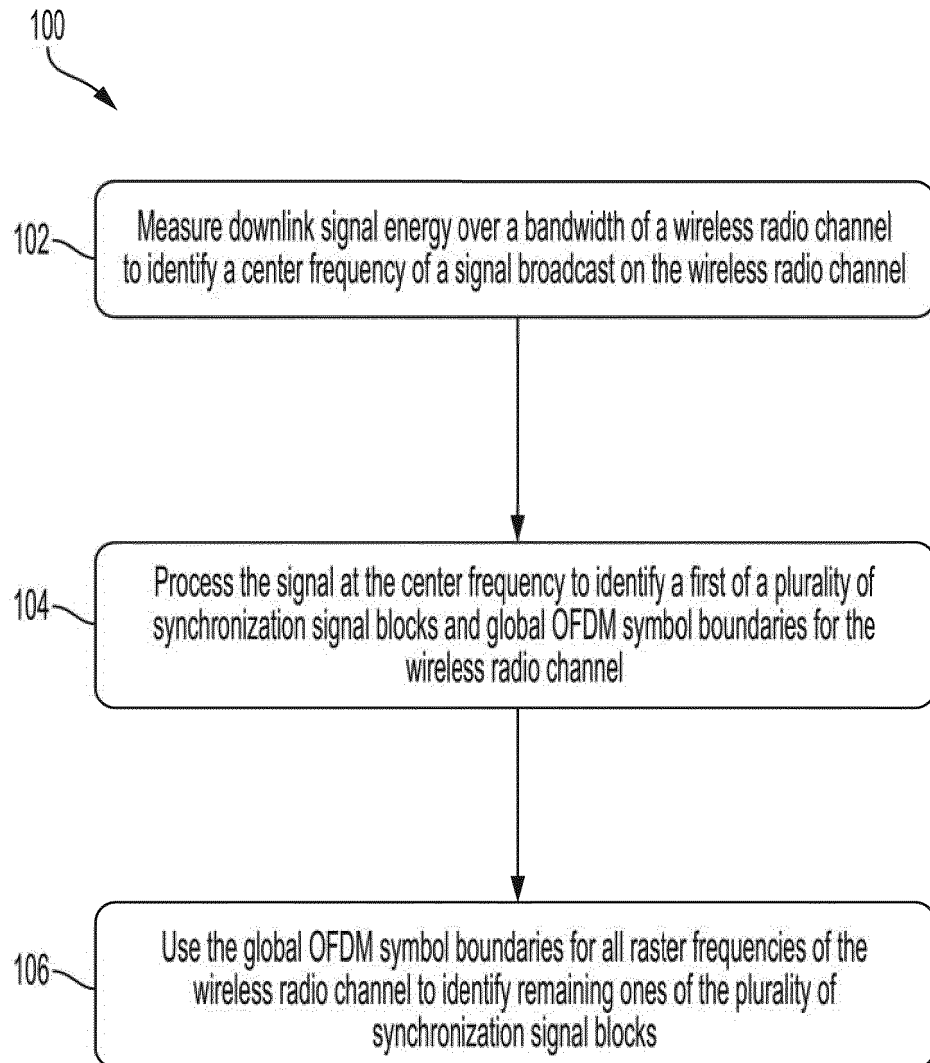 100
102
Measure downlink signal energy over a bandwidth of a wireless radio channel
to identify a center frequency of a signal broadcast on the wireless radio channel
104
Process the signal at the center frequency to identify a first of a plurality of
synchronization signal blocks and global OFDM symbol boundaries for the
wireless radio channel
106
Use the global OFDM symbol boundaries for all raster frequencies of the
wireless radio channel to identify remaining ones of the plurality of
synchronization signal blocks